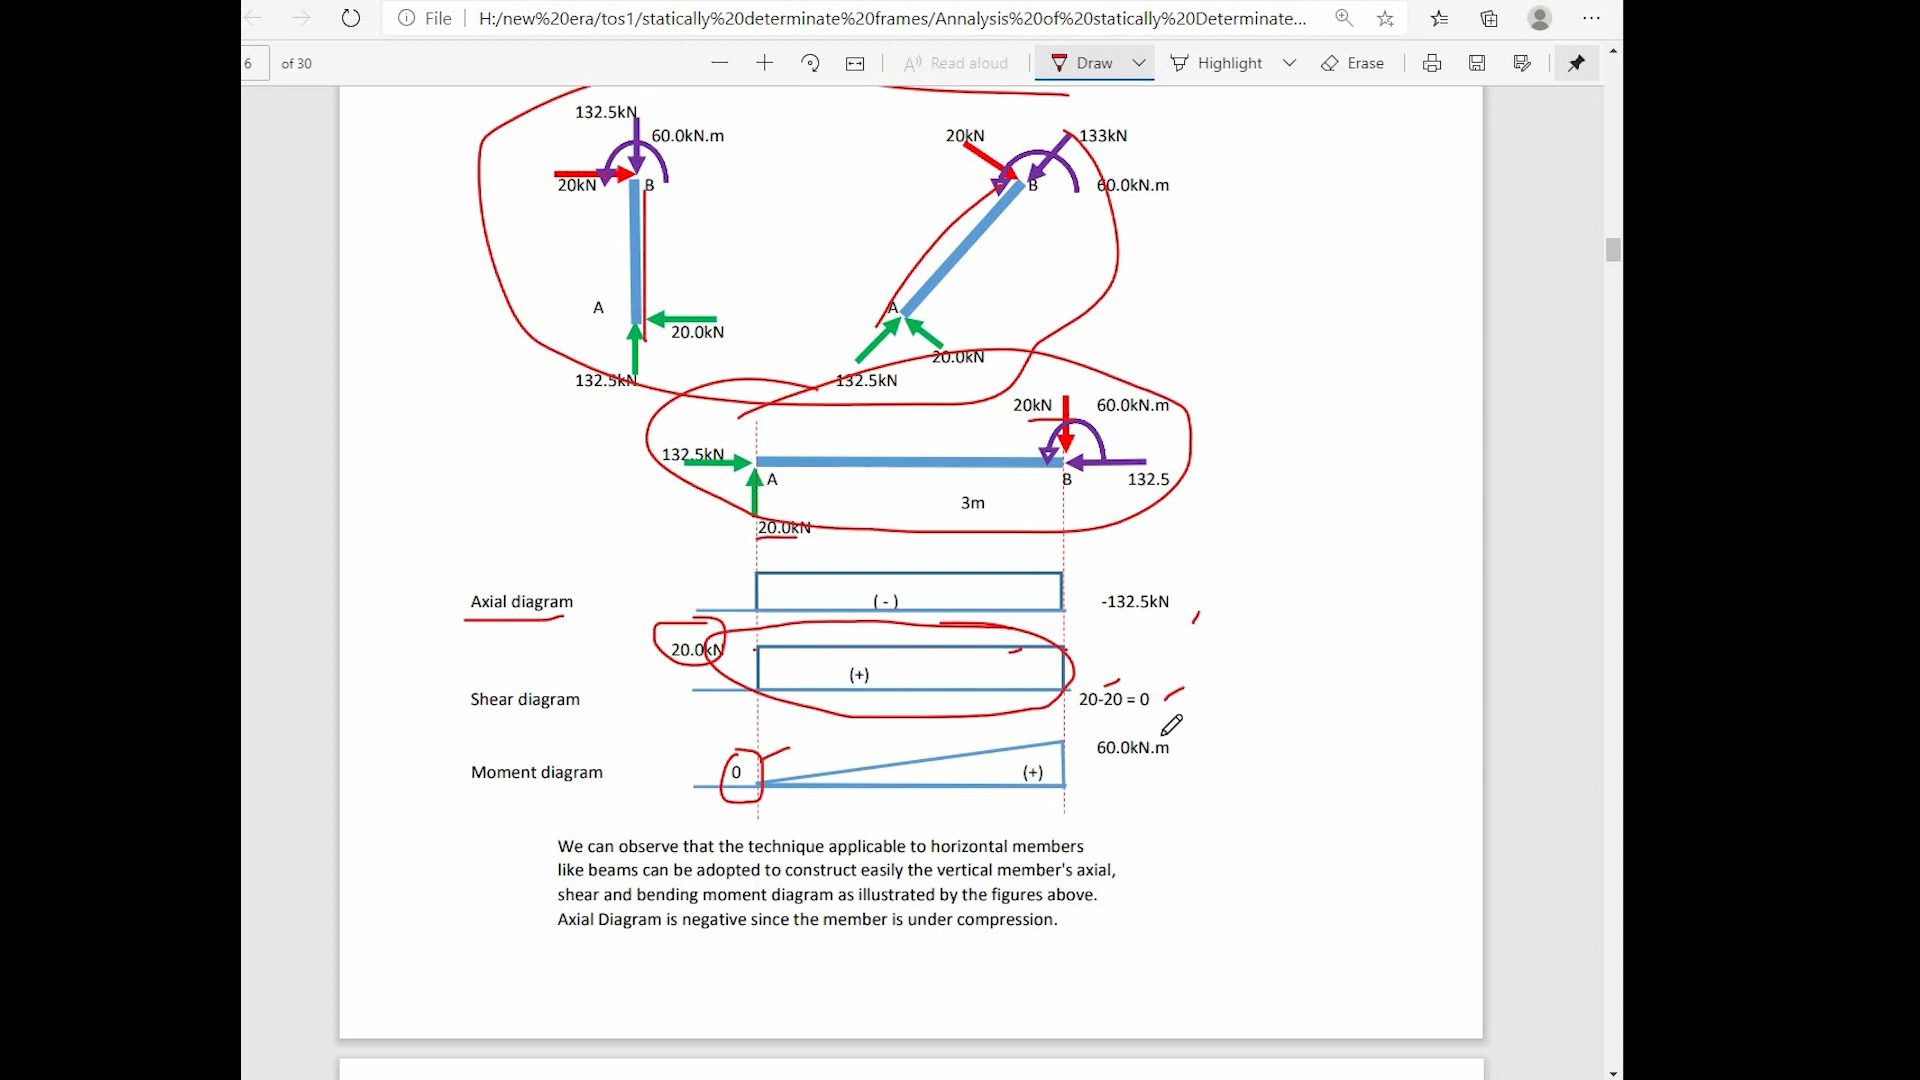 File
H:/new%20era/tos1/statically%20determinate%20frames/Annalysis%20of%20statically%20Determinate...
6 of 30
Read aloud
Draw
Highlight
Erase
132.5kN
60.0kN.m
20kN
B
A
20.0kN
132.5kN
20kN
133kN
B
60.0kN.m
A
20.0kN
132.5kN
20kN
60.0kN.m
132.5kN
A
B
132.5
3m
20.0kN
Axial diagram
( - )
-132.5kN
20.0kN
(+)
Shear diagram
20-20 = 0
60.0kN.m
Moment diagram
0
(+)
We can observe that the technique applicable to horizontal members
like beams can be adopted to construct easily the vertical member's axial,
shear and bending moment diagram as illustrated by the figures above.
Axial Diagram is negative since the member is under compression.